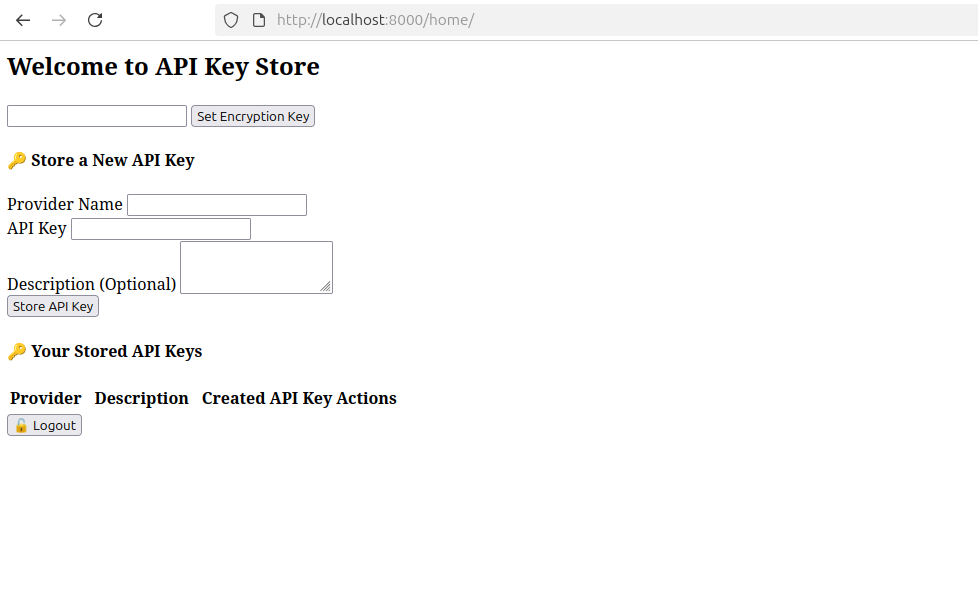 http://localhost:8000/home/
Welcome to API Key Store
Set Encryption Key
🔑 Store a New API Key
Provider Name
API Key
Description (Optional)
Store API Key
🔑 Your Stored API Keys
Provider Description Created API Key Actions
🔓 Logout